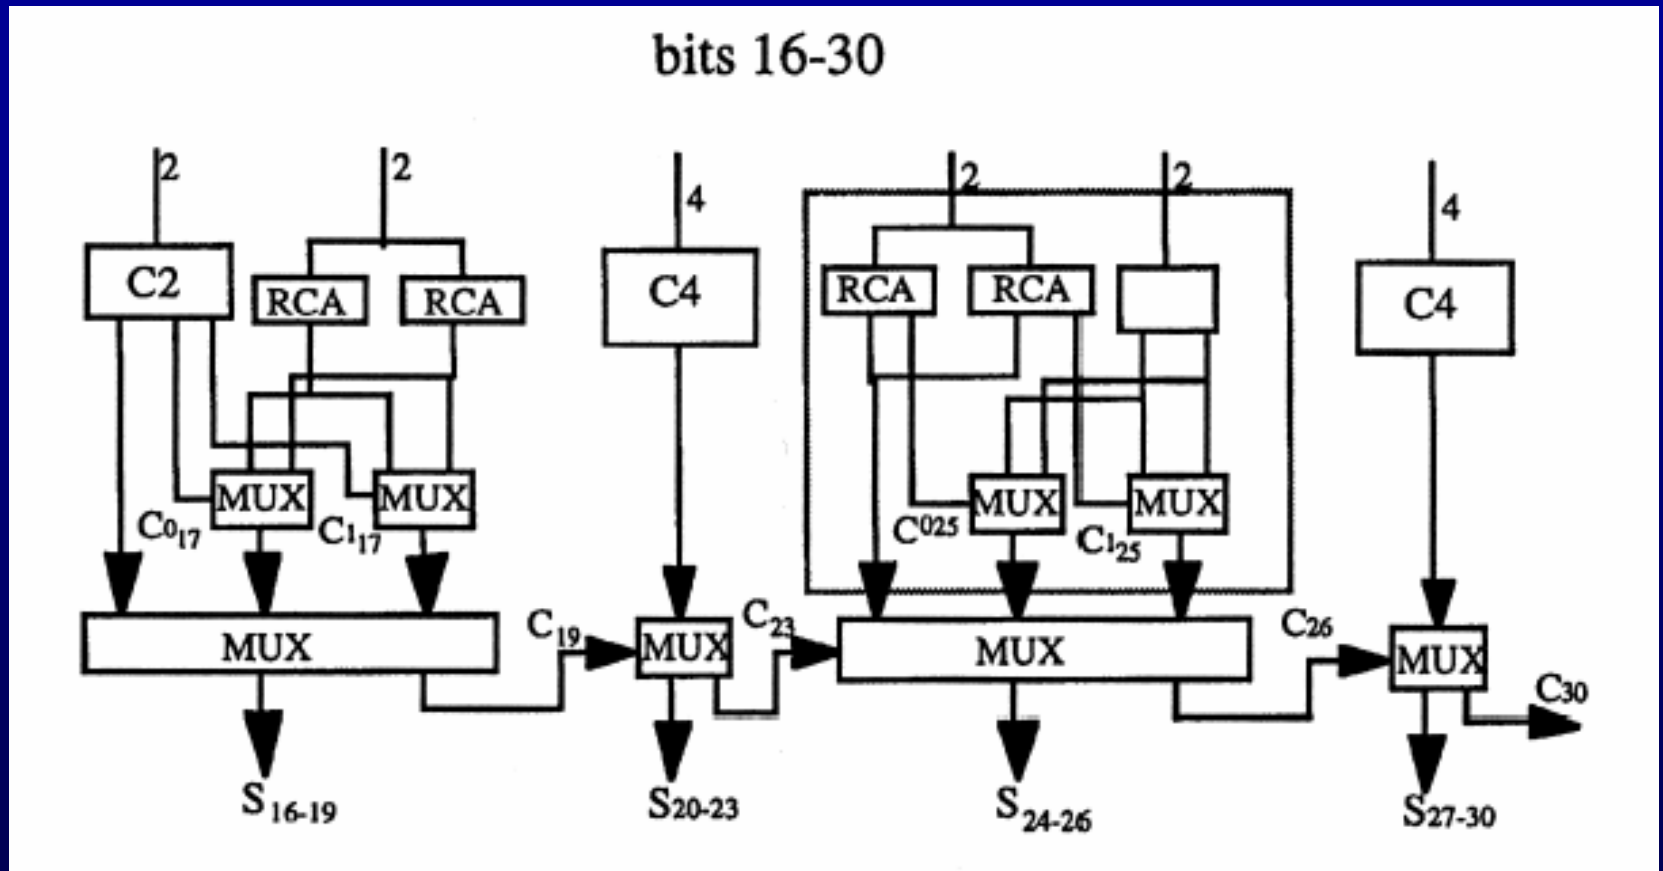 bits 16-30
2 2 4 2 2 4
C2 RCA RCA C4 RCA RCA C4
MUX MUX MUX MUX
C⁰₁₇ C¹₁₇ C⁰²⁵ C¹₂₅
MUX C₁₉ MUX C₂₃ MUX C₂₆ MUX C₃₀
S₁₆₋₁₉ S₂₀₋₂₃ S₂₄₋₂₆ S₂₇₋₃₀